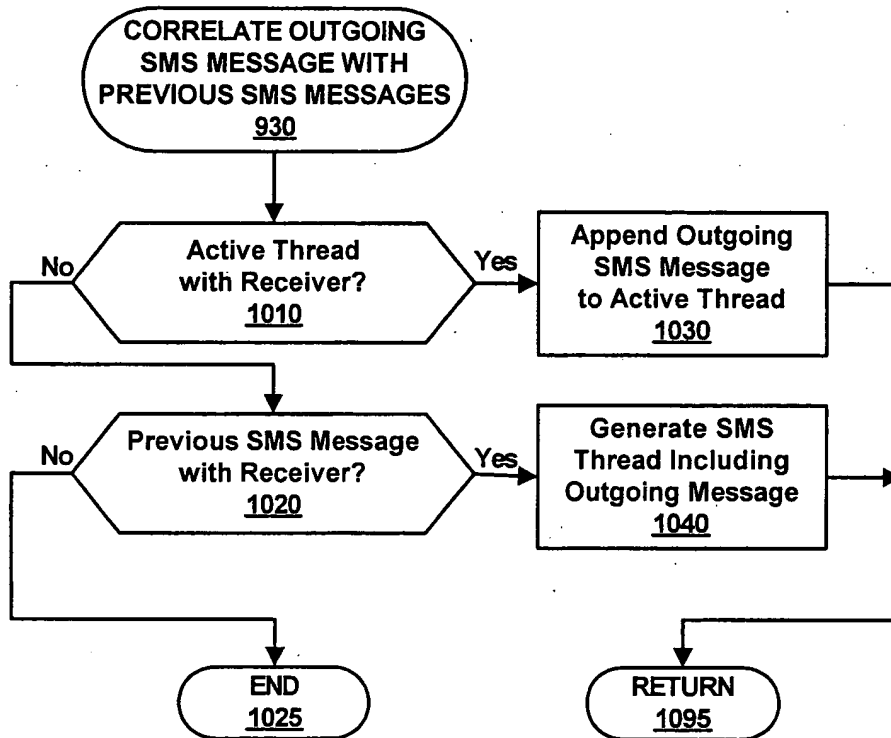 CORRELATE OUTGOING
SMS MESSAGE WITH
PREVIOUS SMS MESSAGES
930
No
Active Thread
with Receiver?
1010
Yes
Append Outgoing
SMS Message
to Active Thread
1030
No
Previous SMS Message
with Receiver?
1020
Yes
Generate SMS
Thread Including
Outgoing Message
1040
END
1025
RETURN
1095